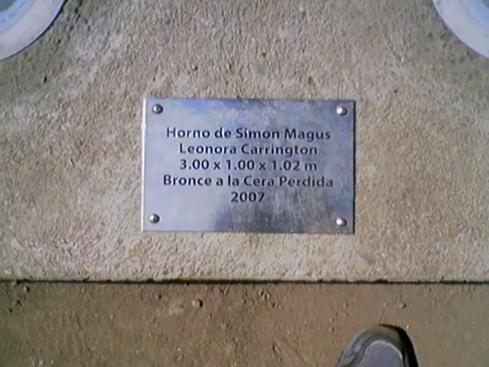 Horno de Simon Magus
Leonora Carrington
3.00 x 1.00 x 1.02 m
Bronce a la Cera Perdida
2007